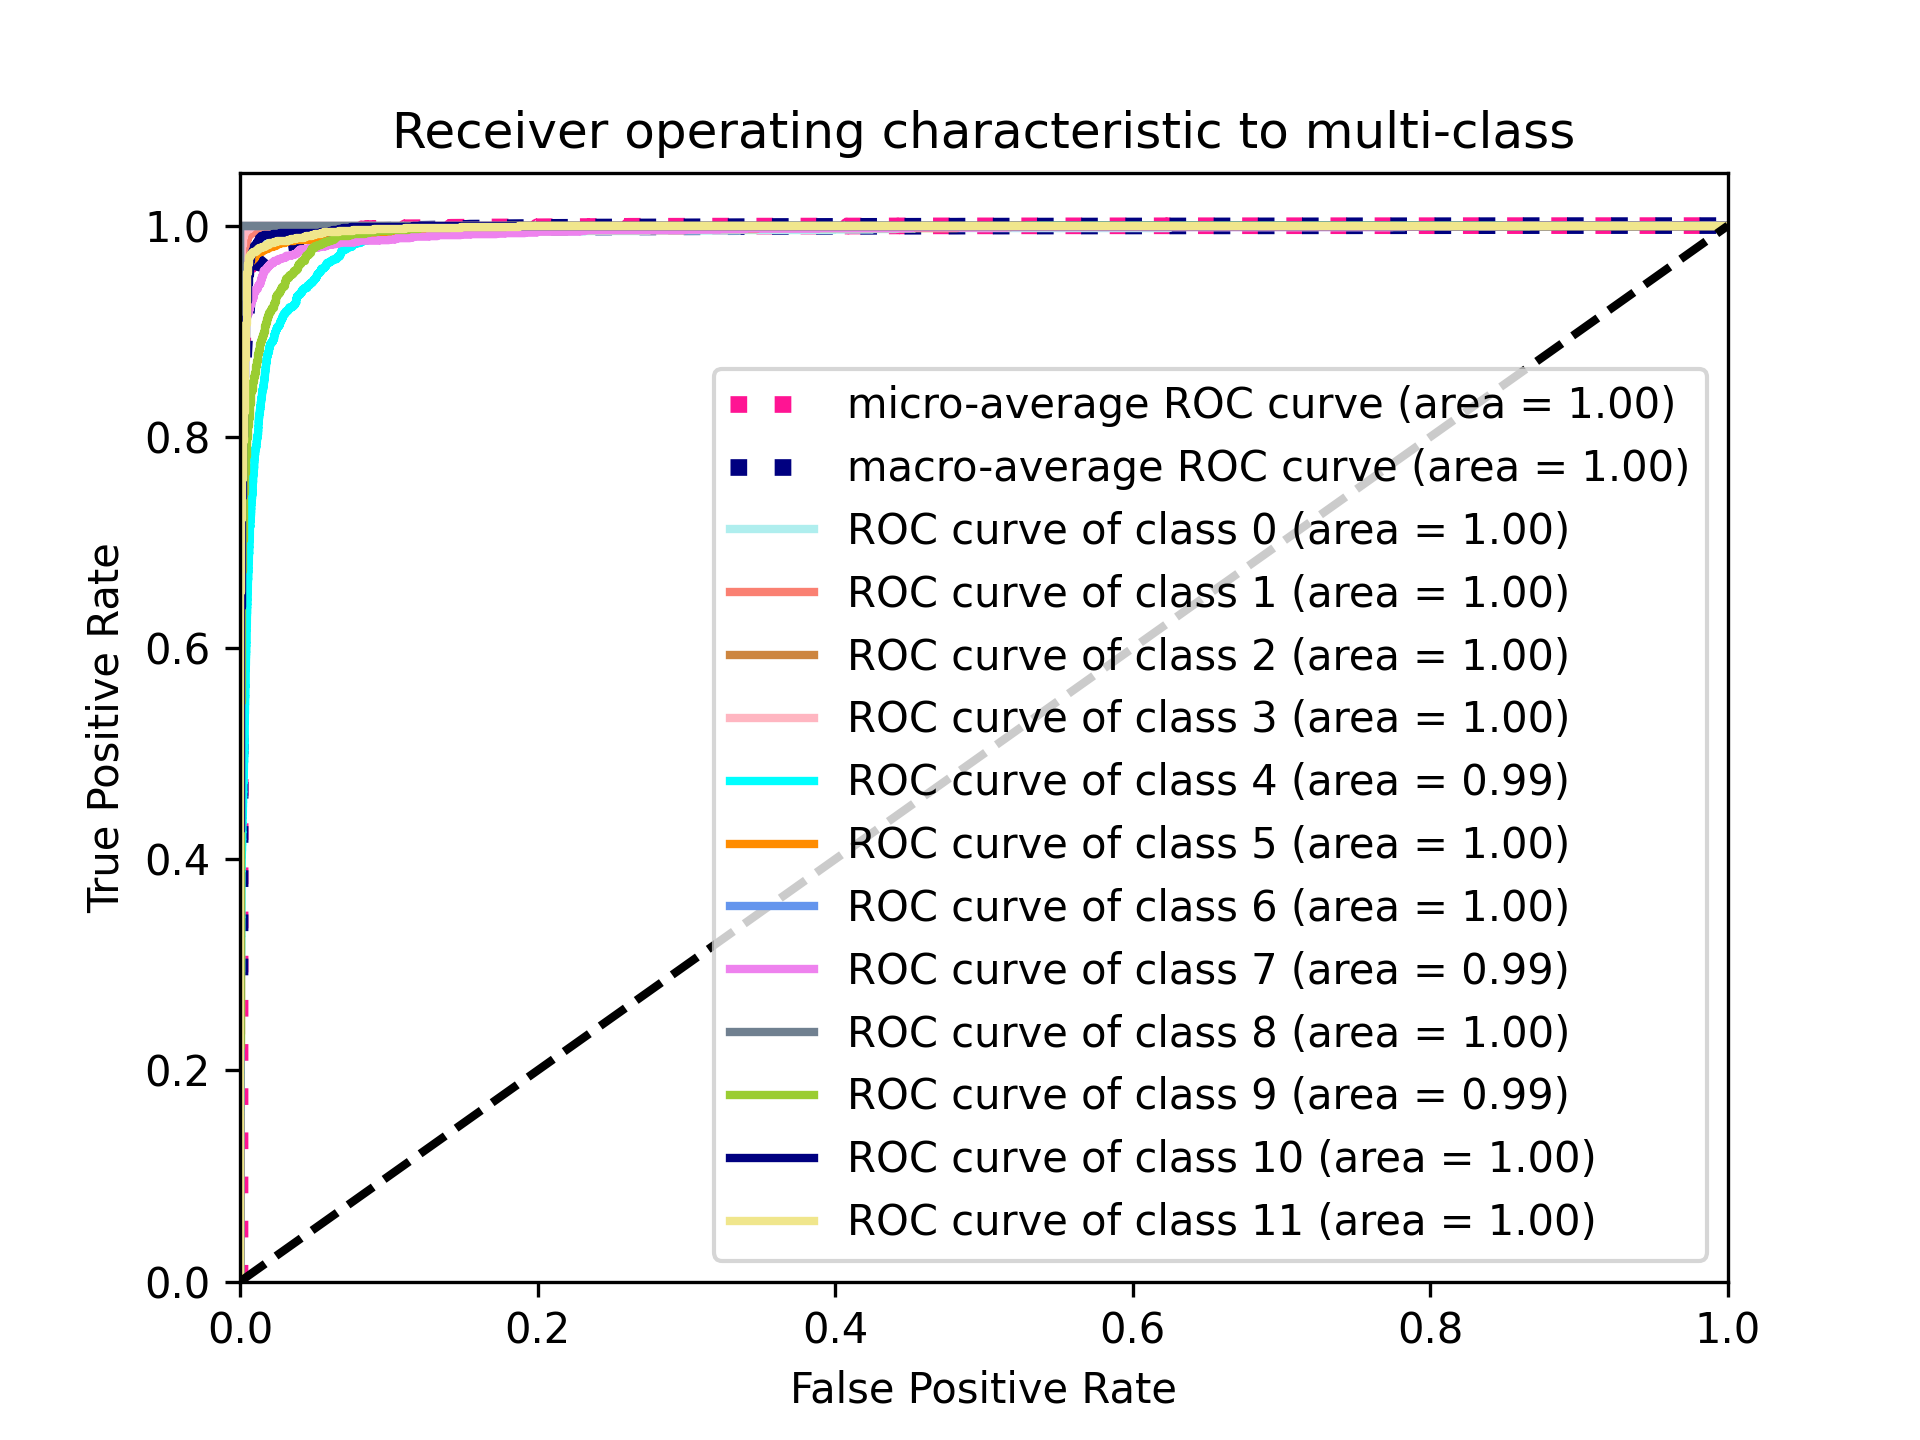 Receiver operating characteristic to multi-class
1.0
0.8
0.6
0.4
0.2
0.0
True Positive Rate
micro-average ROC curve (area = 1.00)
macro-average ROC curve (area = 1.00)
ROC curve of class 0 (area = 1.00)
ROC curve of class 1 (area = 1.00)
ROC curve of class 2 (area = 1.00)
ROC curve of class 3 (area = 1.00)
ROC curve of class 4 (area = 0.99)
ROC curve of class 5 (area = 1.00)
ROC curve of class 6 (area = 1.00)
ROC curve of class 7 (area = 0.99)
ROC curve of class 8 (area = 1.00)
ROC curve of class 9 (area = 0.99)
ROC curve of class 10 (area = 1.00)
ROC curve of class 11 (area = 1.00)
0.0 0.2 0.4 0.6 0.8 1.0
False Positive Rate